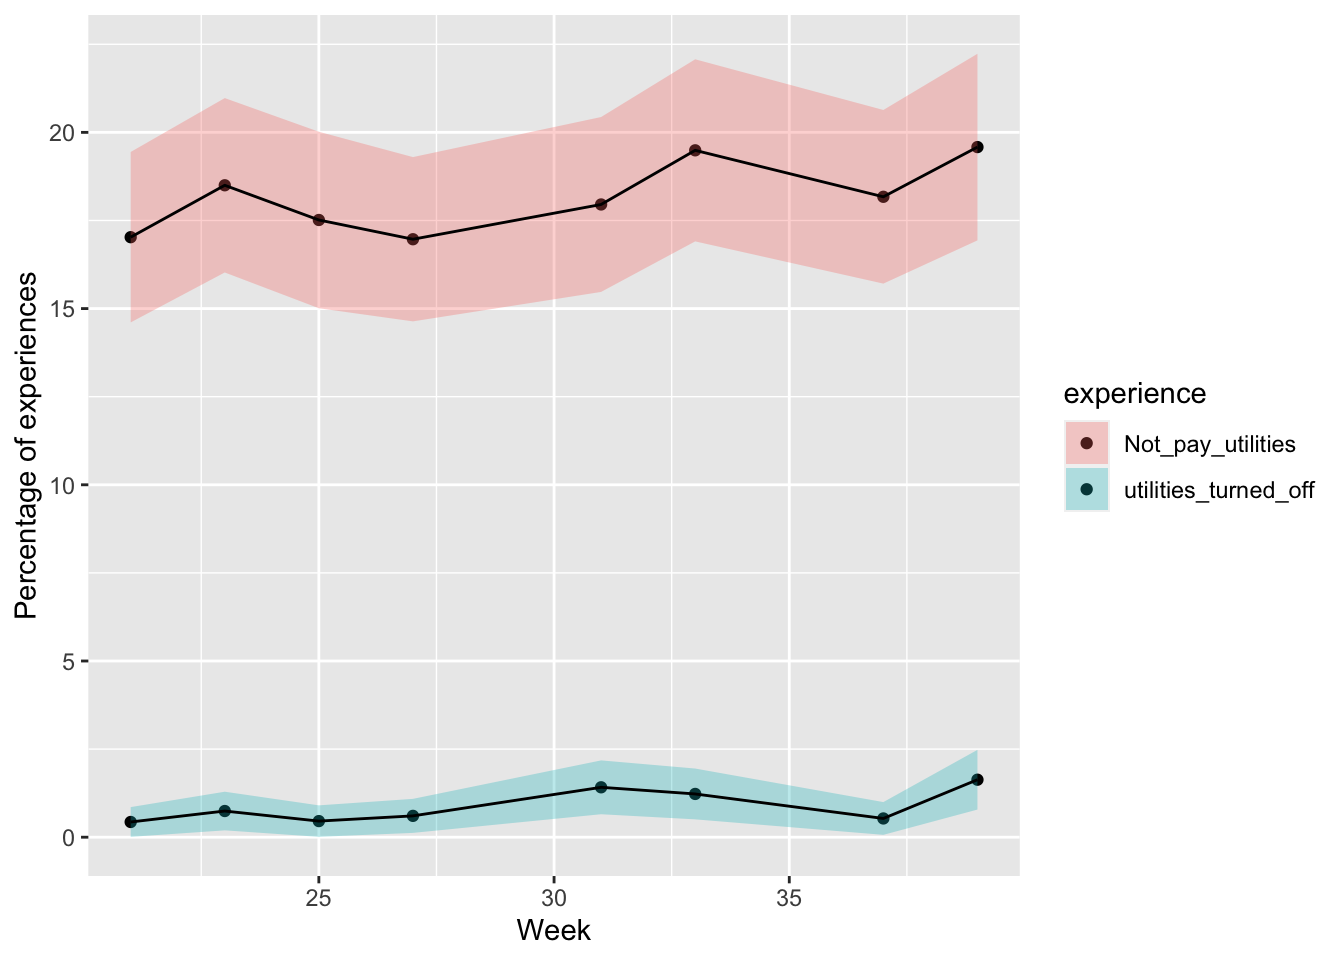 Percentage of experiences
20
15
10
5
0
25 30 35
Week
experience
Not_pay_utilities
utilities_turned_off